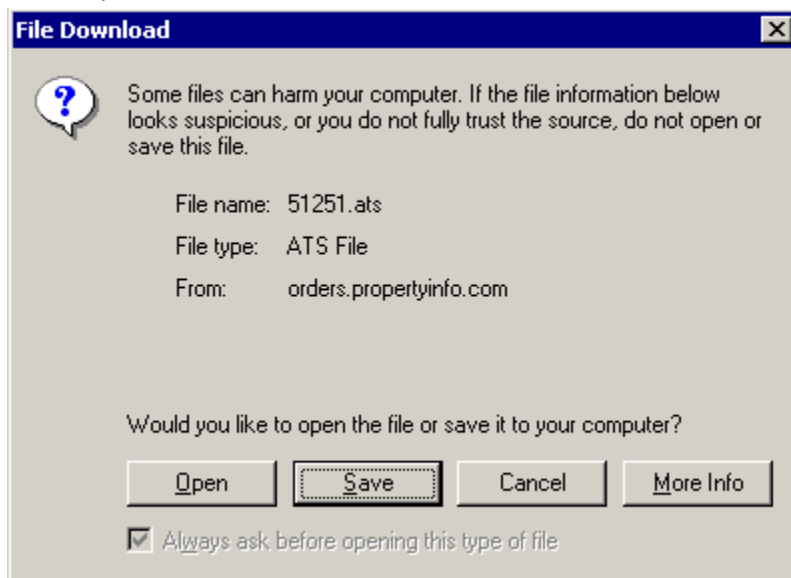 File Download
Some files can harm your computer. If the file information below
looks suspicious, or you do not fully trust the source, do not open or
save this file.
File name: 51251.ats
File type: ATS File
From: orders.propertyinfo.com
Would you like to open the file or save it to your computer?
Open Save Cancel More Info
Always ask before opening this type of file